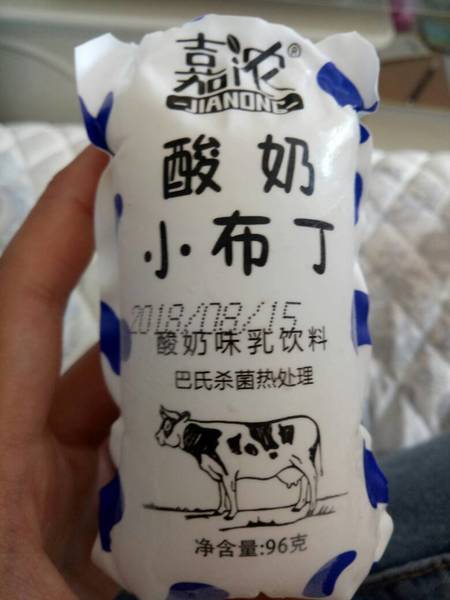 嘉浓®
JIANONG
酸奶
小布丁
2018/08/15
酸奶味乳饮料
巴氏杀菌热处理
净含量:96克